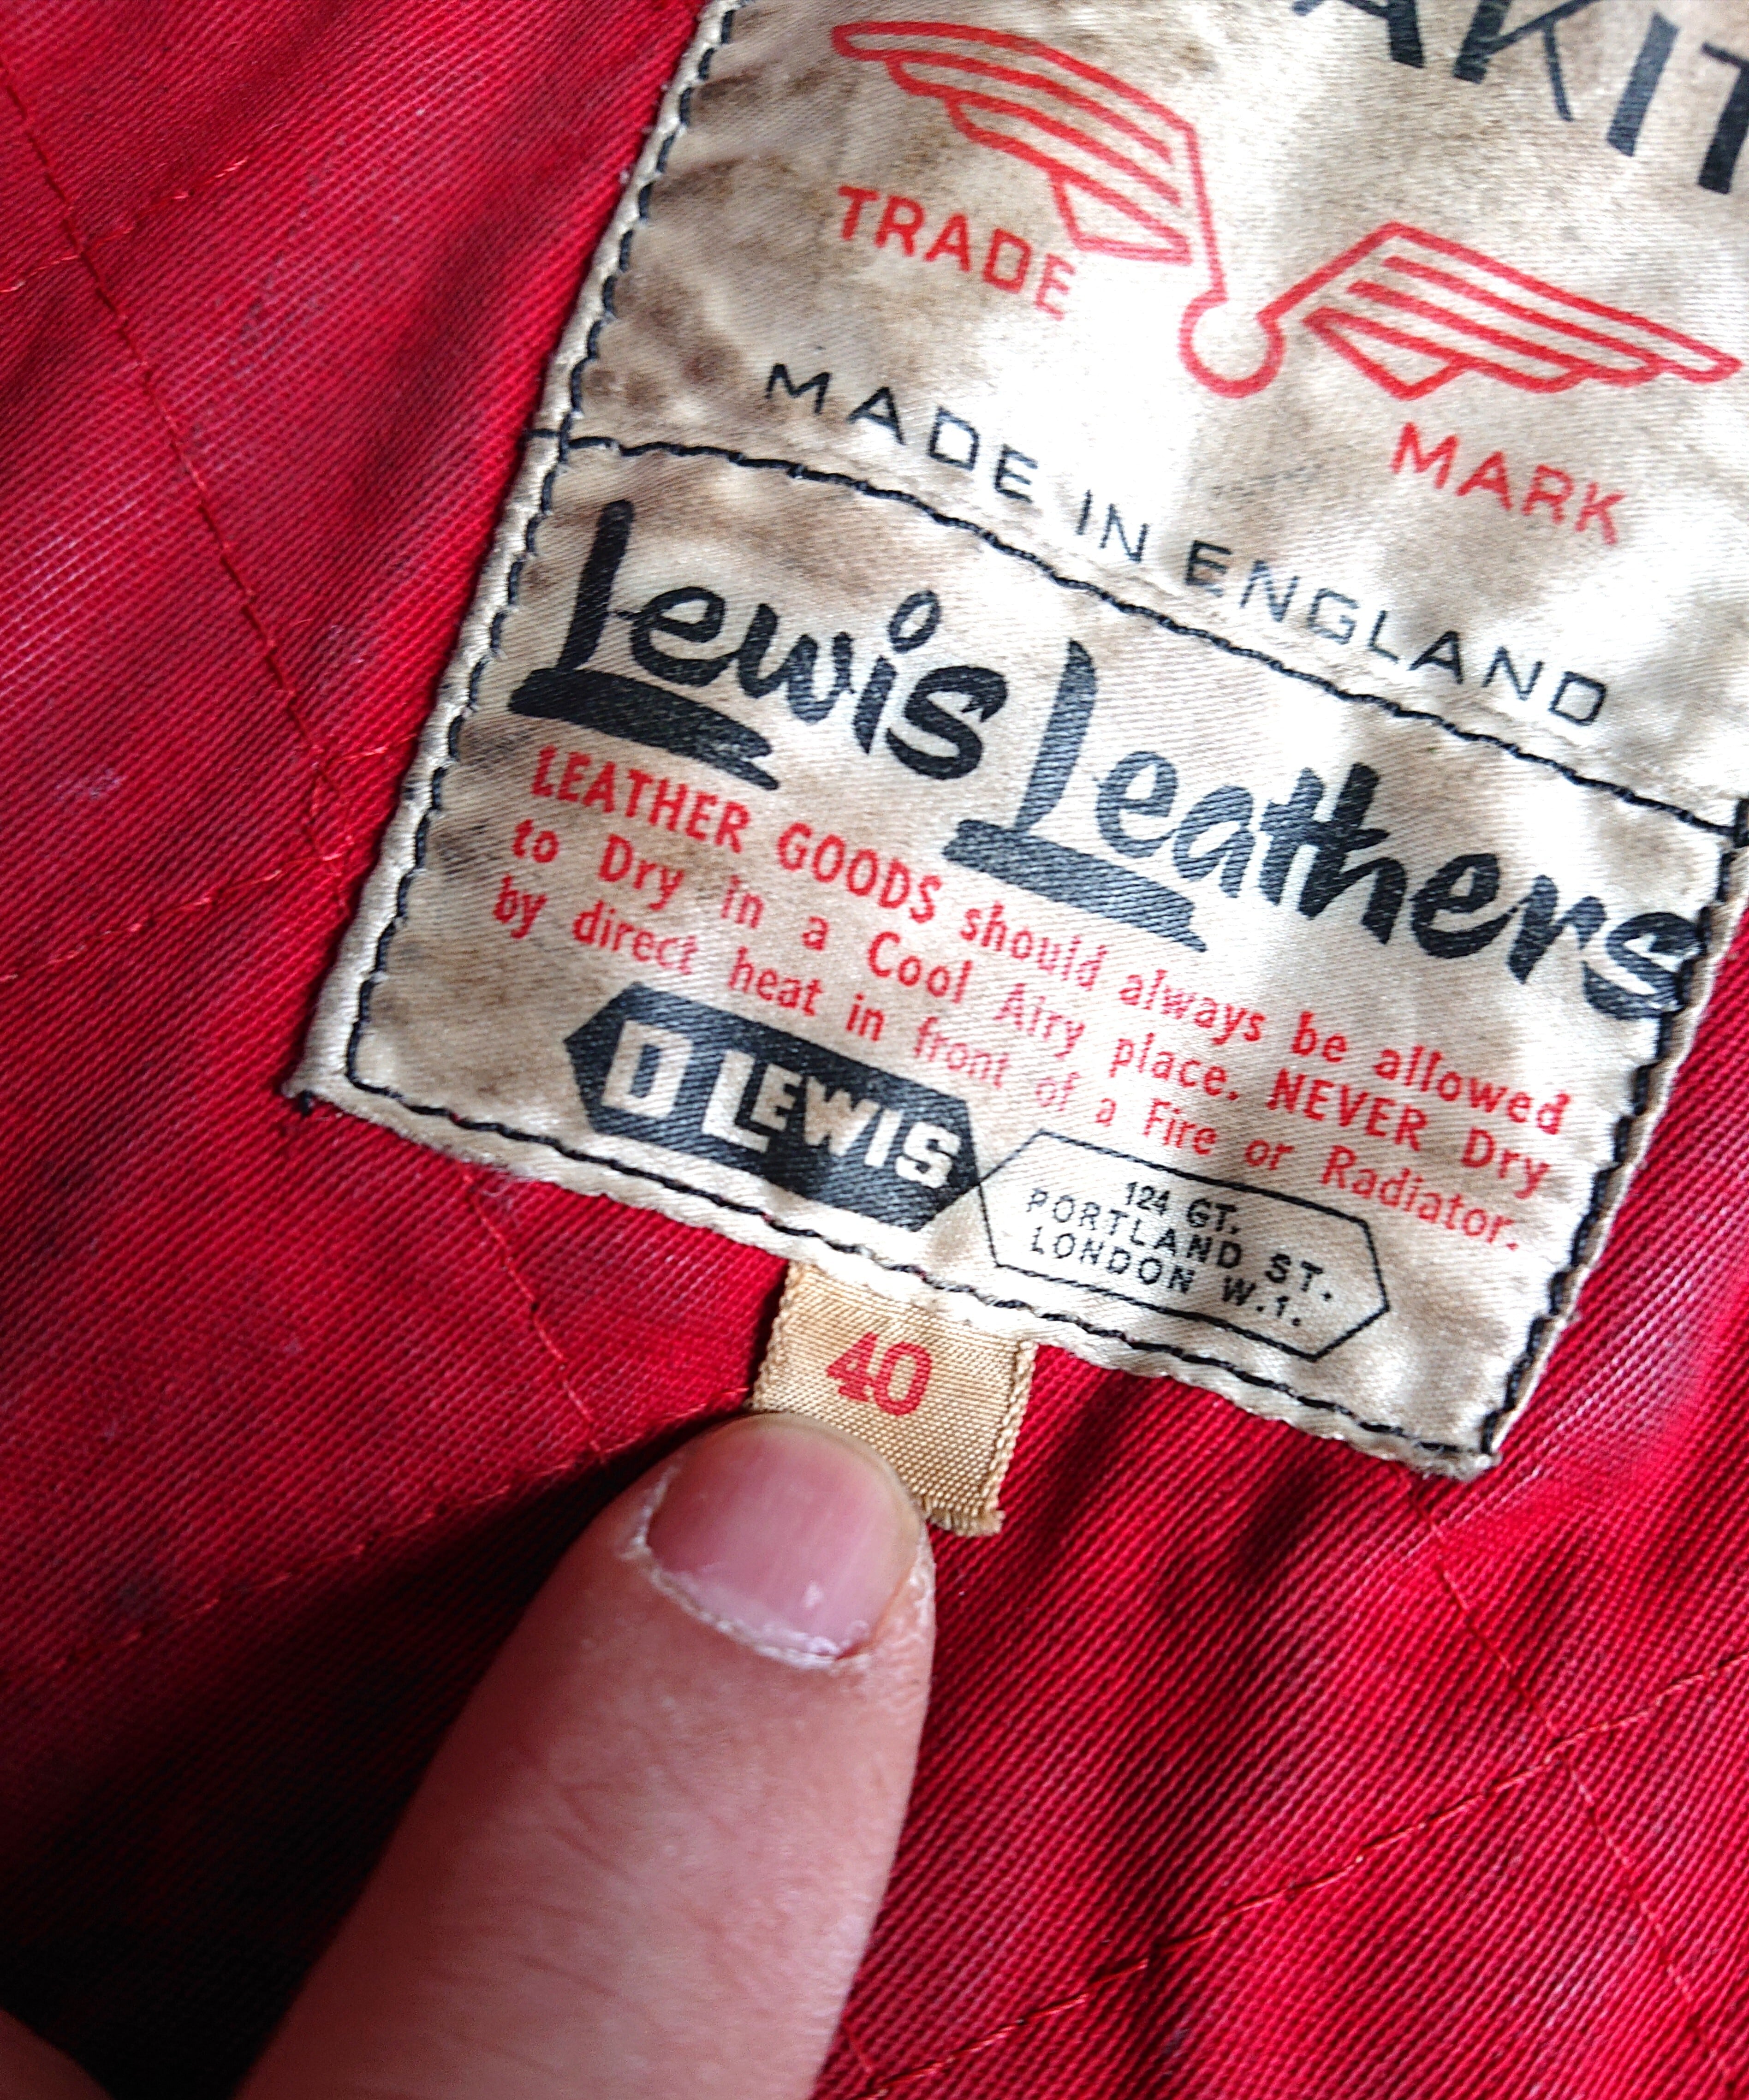 TRADE
MARK
MADE IN ENGLAND
Lewis Leathers
LEATHER GOODS should always be allowed
to Dry in a Cool Airy place. NEVER Dry
by direct heat in front of a Fire or Radiator.
D LEWIS
124 GT.
PORTLAND ST.
LONDON W.1.
40